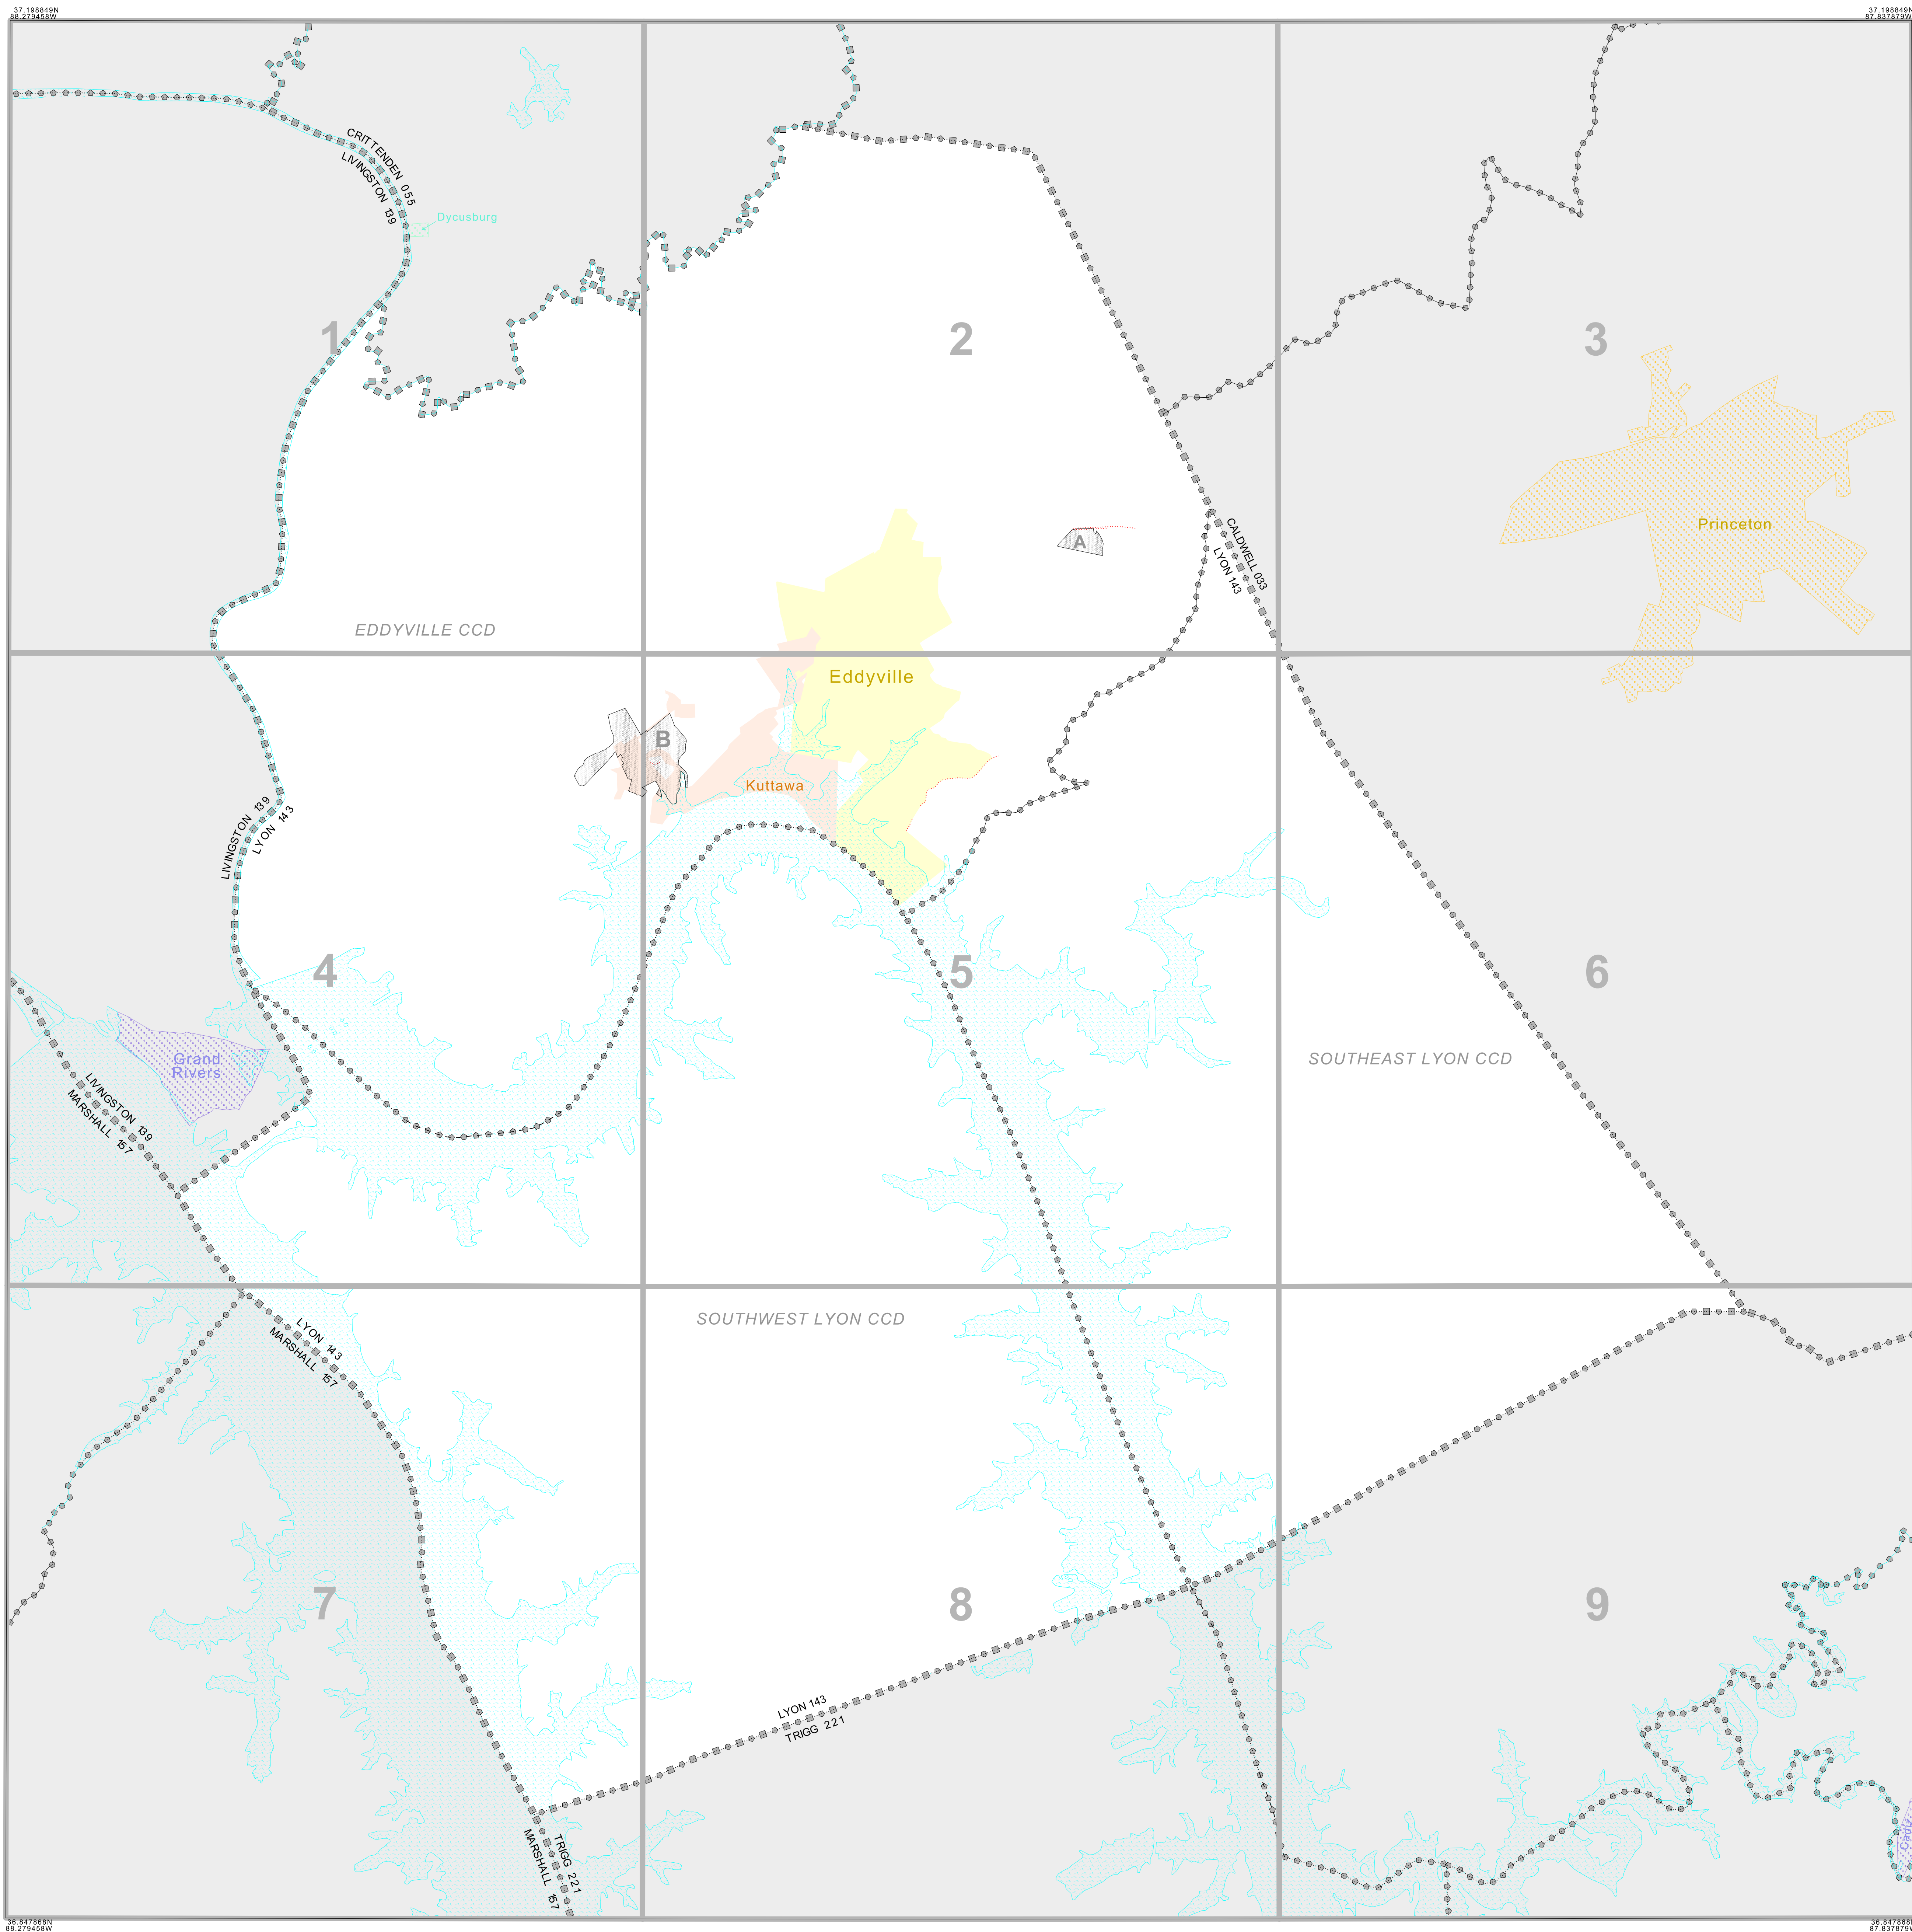 37.198849N
88.279458W
37.198849N
87.837879W
CRITTENDEN 055
LIVINGSTON 139
Dycusburg
1
2
3
Princeton
A
CALDWELL 033
LYON 143
EDDYVILLE CCD
Eddyville
B
Kuttawa
LIVINGSTON 139
LYON 143
4
5
6
Grand
Rivers
SOUTHEAST LYON CCD
LIVINGSTON 139
MARSHALL 157
SOUTHWEST LYON CCD
LYON 143
MARSHALL 157
7
8
9
LYON 143
TRIGG 221
TRIGG 221
MARSHALL 157
Cadiz
36.847868N
88.279458W
36.847868N
87.837879W